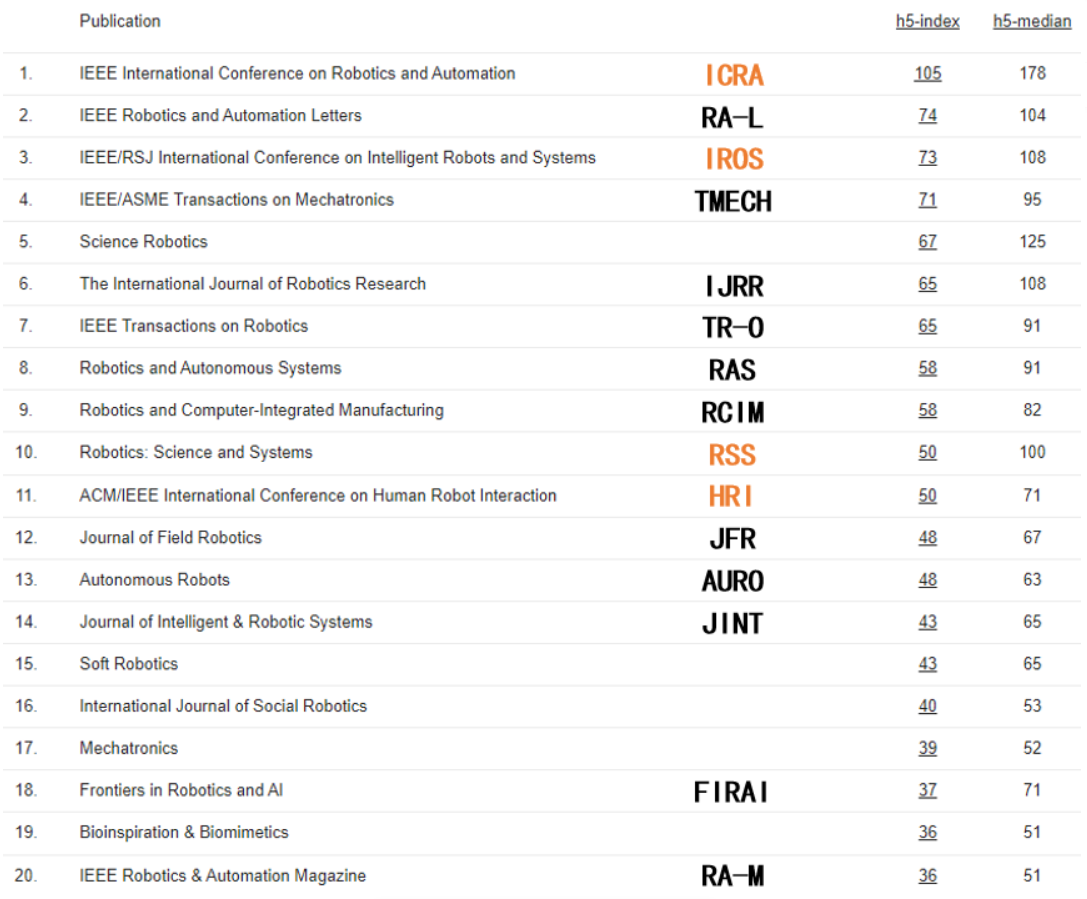 Publication h5-index h5-median
1. IEEE International Conference on Robotics and Automation ICRA 105 178
2. IEEE Robotics and Automation Letters RA-L 74 104
3. IEEE/RSJ International Conference on Intelligent Robots and Systems IROS 73 108
4. IEEE/ASME Transactions on Mechatronics TMECH 71 95
5. Science Robotics 67 125
6. The International Journal of Robotics Research IJRR 65 108
7. IEEE Transactions on Robotics TR-O 65 91
8. Robotics and Autonomous Systems RAS 58 91
9. Robotics and Computer-Integrated Manufacturing RCIM 58 82
10. Robotics: Science and Systems RSS 50 100
11. ACM/IEEE International Conference on Human Robot Interaction HRI 50 71
12. Journal of Field Robotics JFR 48 67
13. Autonomous Robots AURO 48 63
14. Journal of Intelligent & Robotic Systems JINT 43 65
15. Soft Robotics 43 65
16. International Journal of Social Robotics 40 53
17. Mechatronics 39 52
18. Frontiers in Robotics and AI FIRAI 37 71
19. Bioinspiration & Biomimetics 36 51
20. IEEE Robotics & Automation Magazine RA-M 36 51